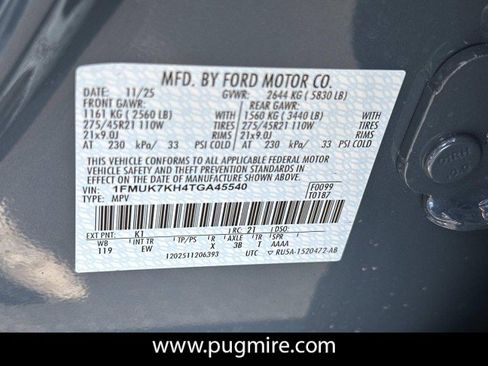 MFD. BY FORD MOTOR CO.
DATE: 11/25 GVWR: 2644 KG ( 5830 LB)
FRONT GAWR: REAR GAWR:
1161 KG ( 2560 LB) WITH 1560 KG ( 3440 LB) WITH
275/45R21 110W TIRES 275/45R21 110W TIRES
21x9.0J RIMS 21x9.0J RIMS
AT 230 kPa/ 33 PSI AT 230 kPa/ 33 PSI
THIS VEHICLE CONFORMS TO ALL APPLICABLE FEDERAL MOTOR
VEHICLE SAFETY AND THEFT PREVENTION STANDARDS IN
EFFECT ON THE DATE OF MANUFACTURE SHOWN ABOVE.
VIN: 1FMUK7KH4TGA45540 F0099
TYPE: MPV T0187
EXT PNT: K1 RC: 21 DSO:
WB INT TR TP/PS R AXLE TR SPR
119 EW X 3B T AAAA
1202511206393 UTC RU5A-1520472-AB
www.pugmire.com